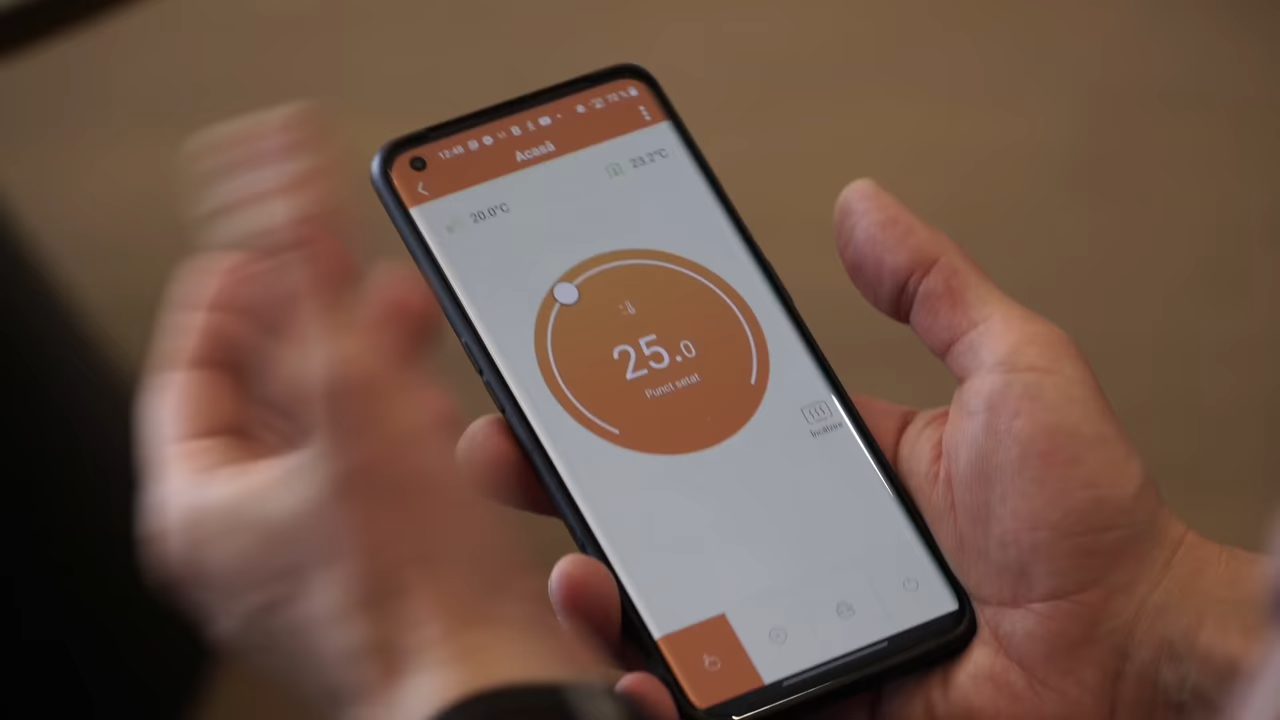 12:48
Acasă
20.0°C
23.2°C
25.0
Punct setat
Încălzire